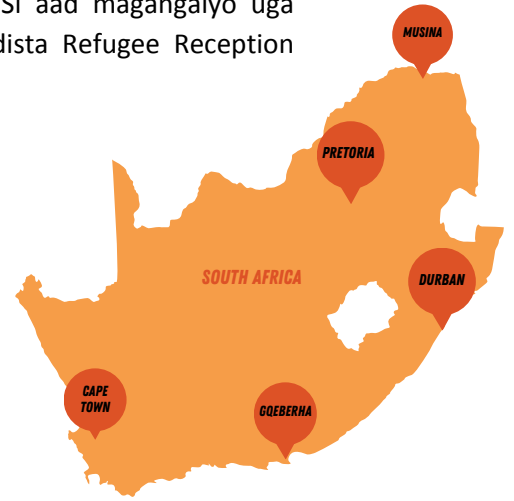 Si aad magangalyo uga
dista Refugee Reception
MUSINA
PRETORIA
SOUTH AFRICA
DURBAN
CAPE
TOWN
GQEBERHA